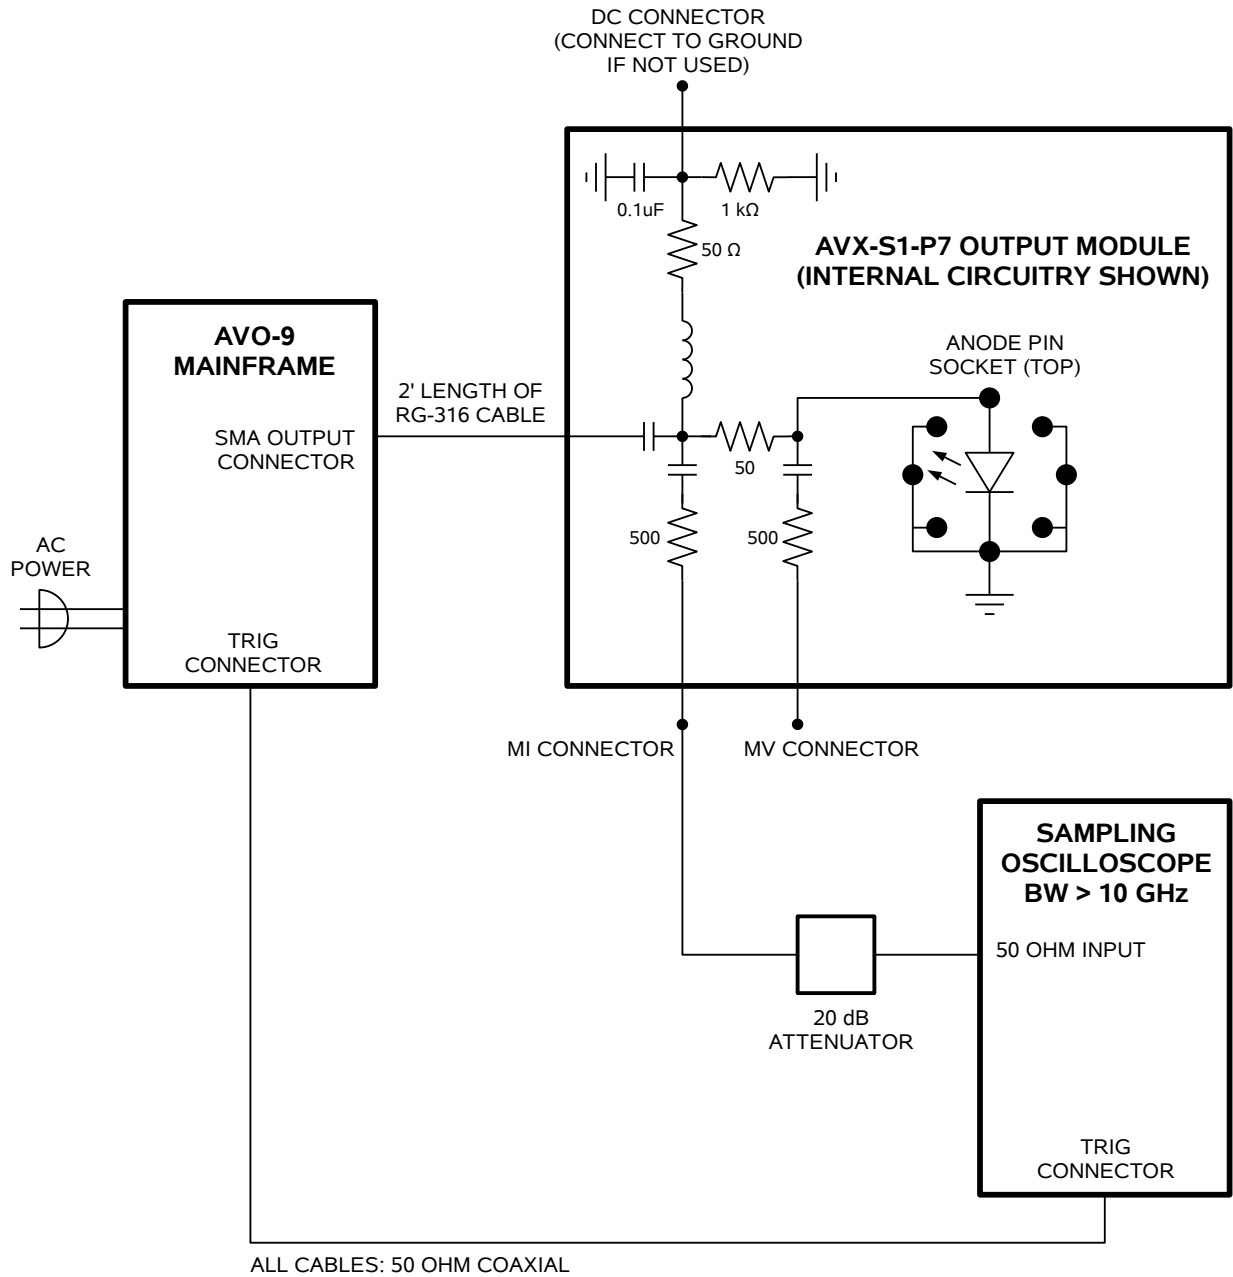 DC CONNECTOR
(CONNECT TO GROUND
IF NOT USED)
0.1uF
1 kΩ
50 Ω
AVX-S1-P7 OUTPUT MODULE
(INTERNAL CIRCUITRY SHOWN)
AVO-9
MAINFRAME
ANODE PIN
SOCKET (TOP)
2' LENGTH OF
RG-316 CABLE
SMA OUTPUT
CONNECTOR
50
500
500
AC
POWER
TRIG
CONNECTOR
MI CONNECTOR
MV CONNECTOR
SAMPLING
OSCILLOSCOPE
BW > 10 GHz
50 OHM INPUT
20 dB
ATTENUATOR
TRIG
CONNECTOR
ALL CABLES: 50 OHM COAXIAL